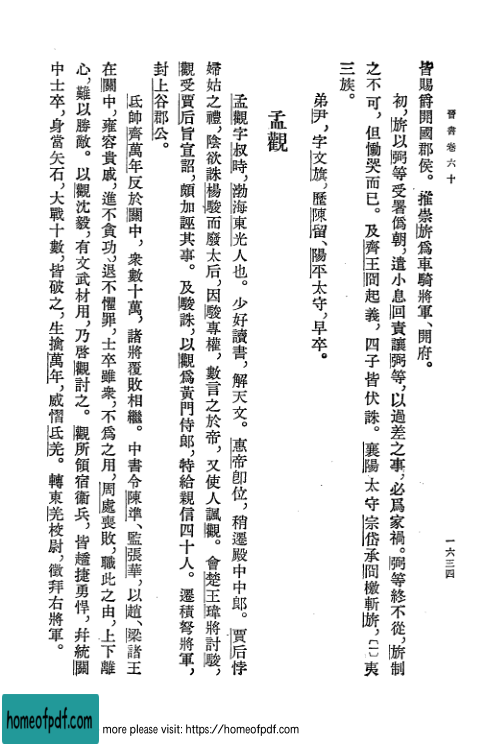 晉書卷六十
一六三四
皆賜爵開國郡侯。推崇旂爲車騎將軍、開府。
初,旂以弼等受署僞朝,遣小息回責讓弼等,以過差之事,必爲家禍。弼等終不從,旂制
之不可,但慟哭而已。及齊王冏起義,四子皆伏誅。襄陽太守宗岱承冏檄斬旂,〔一〕夷
三族。
弟尹,字文旗,歷陳留、陽平太守,早卒。
孟觀
孟觀字叔時,渤海東光人也。少好讀書,解天文。惠帝卽位,稍遷殿中中郎。賈后悖
婦姑之禮,陰欲誅楊駿而廢太后,因駿專權,數言之於帝,又使人諷觀。會楚王瑋將討駿,
觀受賈后旨宣詔,頗加誣其事。及駿誅,以觀爲黃門侍郎,特給親信四十人。遷積弩將軍,
封上谷郡公。
氐帥齊萬年反於關中,衆數十萬,諸將覆敗相繼。中書令陳準、監張華,以趙、梁諸王
在關中,雍容貴戚,進不貪功,退不懼罪,士卒雖衆,不爲之用,周處喪敗,職此之由,上下離
心,難以勝敵。以觀沈毅,有文武材用,乃啓觀討之。觀所領宿衞兵,皆趫捷勇悍,幷統關
中士卒,身當矢石,大戰十數,皆破之,生擒萬年,威慴氐羌。轉東羌校尉,徵拜右將軍。
homeofpdf.com
more please visit: https://homeofpdf.com